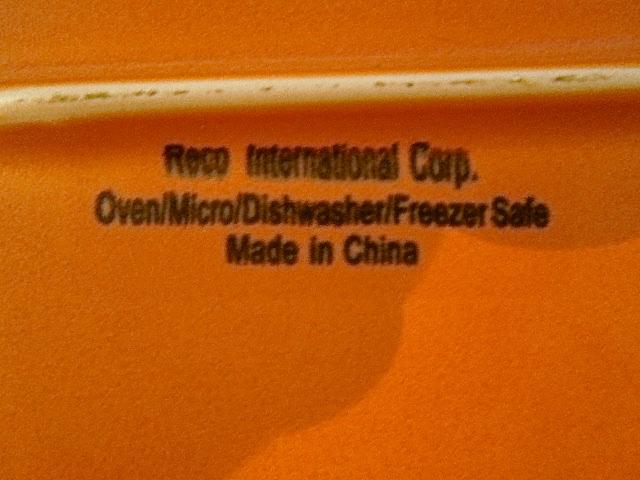 Reco International Corp.
Oven/Micro/Dishwasher/Freezer Safe
Made in China